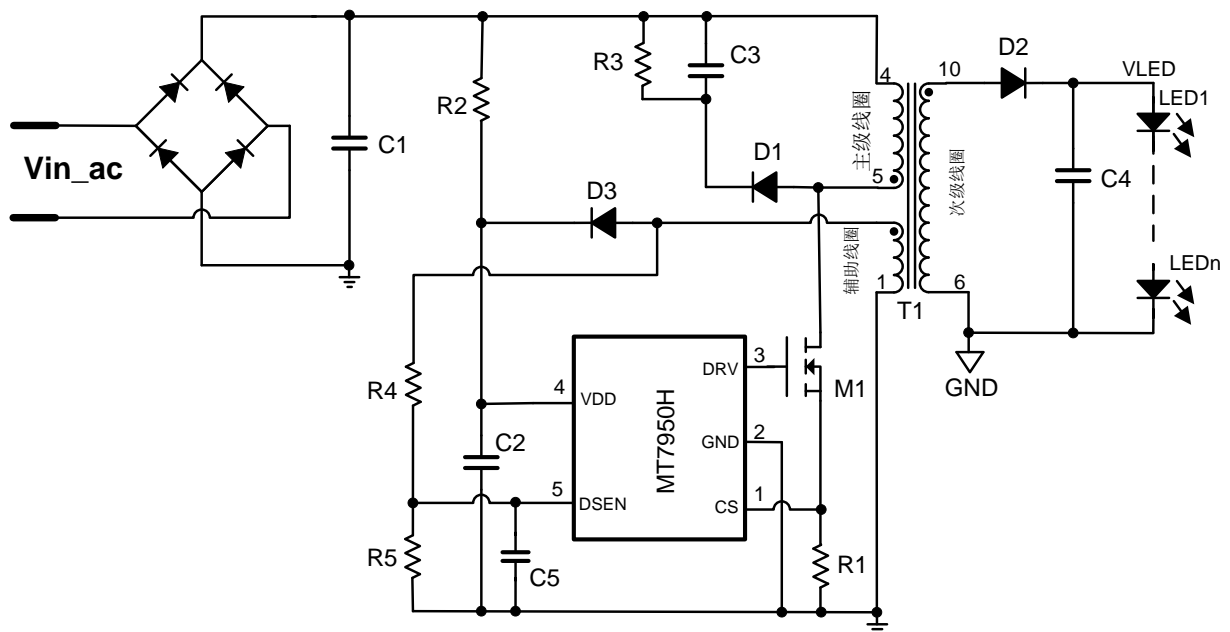 Vin_ac
C1
R2
R3
C3
D1
D3
4
主级线圈
5
10
次级线圈
辅助线圈
1
6
T1
D2
VLED
LED1
C4
LEDn
GND
R4
R5
C2
C5
4
VDD
5
DSEN
MT7950H
DRV
3
GND
2
CS
1
M1
R1